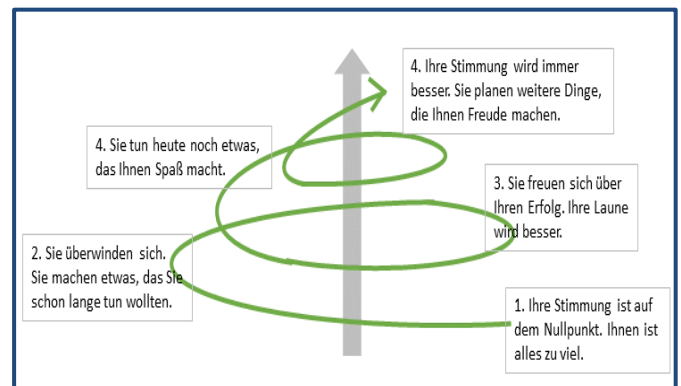 4. Ihre Stimmung wird immer
besser. Sie planen weitere Dinge,
die Ihnen Freude machen.
4. Sie tun heute noch etwas,
das Ihnen Spaß macht.
3. Sie freuen sich über
Ihren Erfolg. Ihre Laune
wird besser.
2. Sie überwinden sich.
Sie machen etwas, das Sie
schon lange tun wollten.
1. Ihre Stimmung ist auf
dem Nullpunkt. Ihnen ist
alles zu viel.